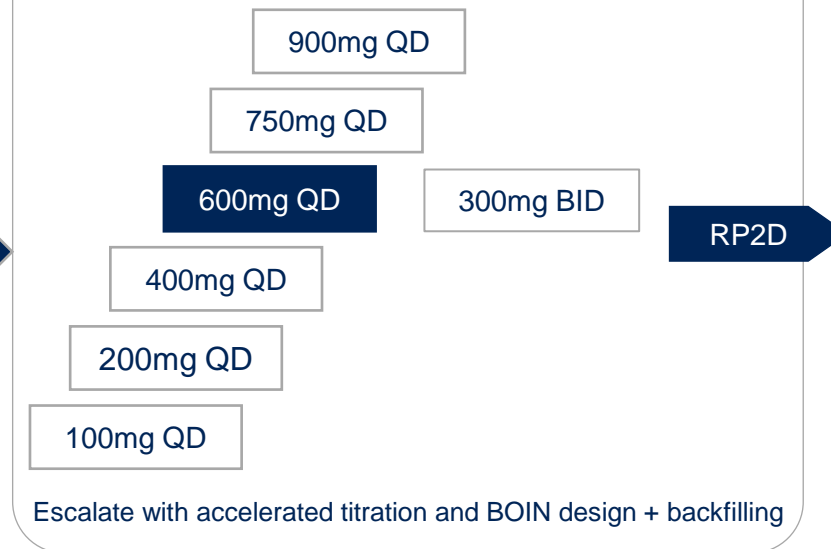 900mg QD
750mg QD
600mg QD
300mg BID
RP2D
400mg QD
200mg QD
100mg QD
Escalate with accelerated titration and BOIN design + backfilling